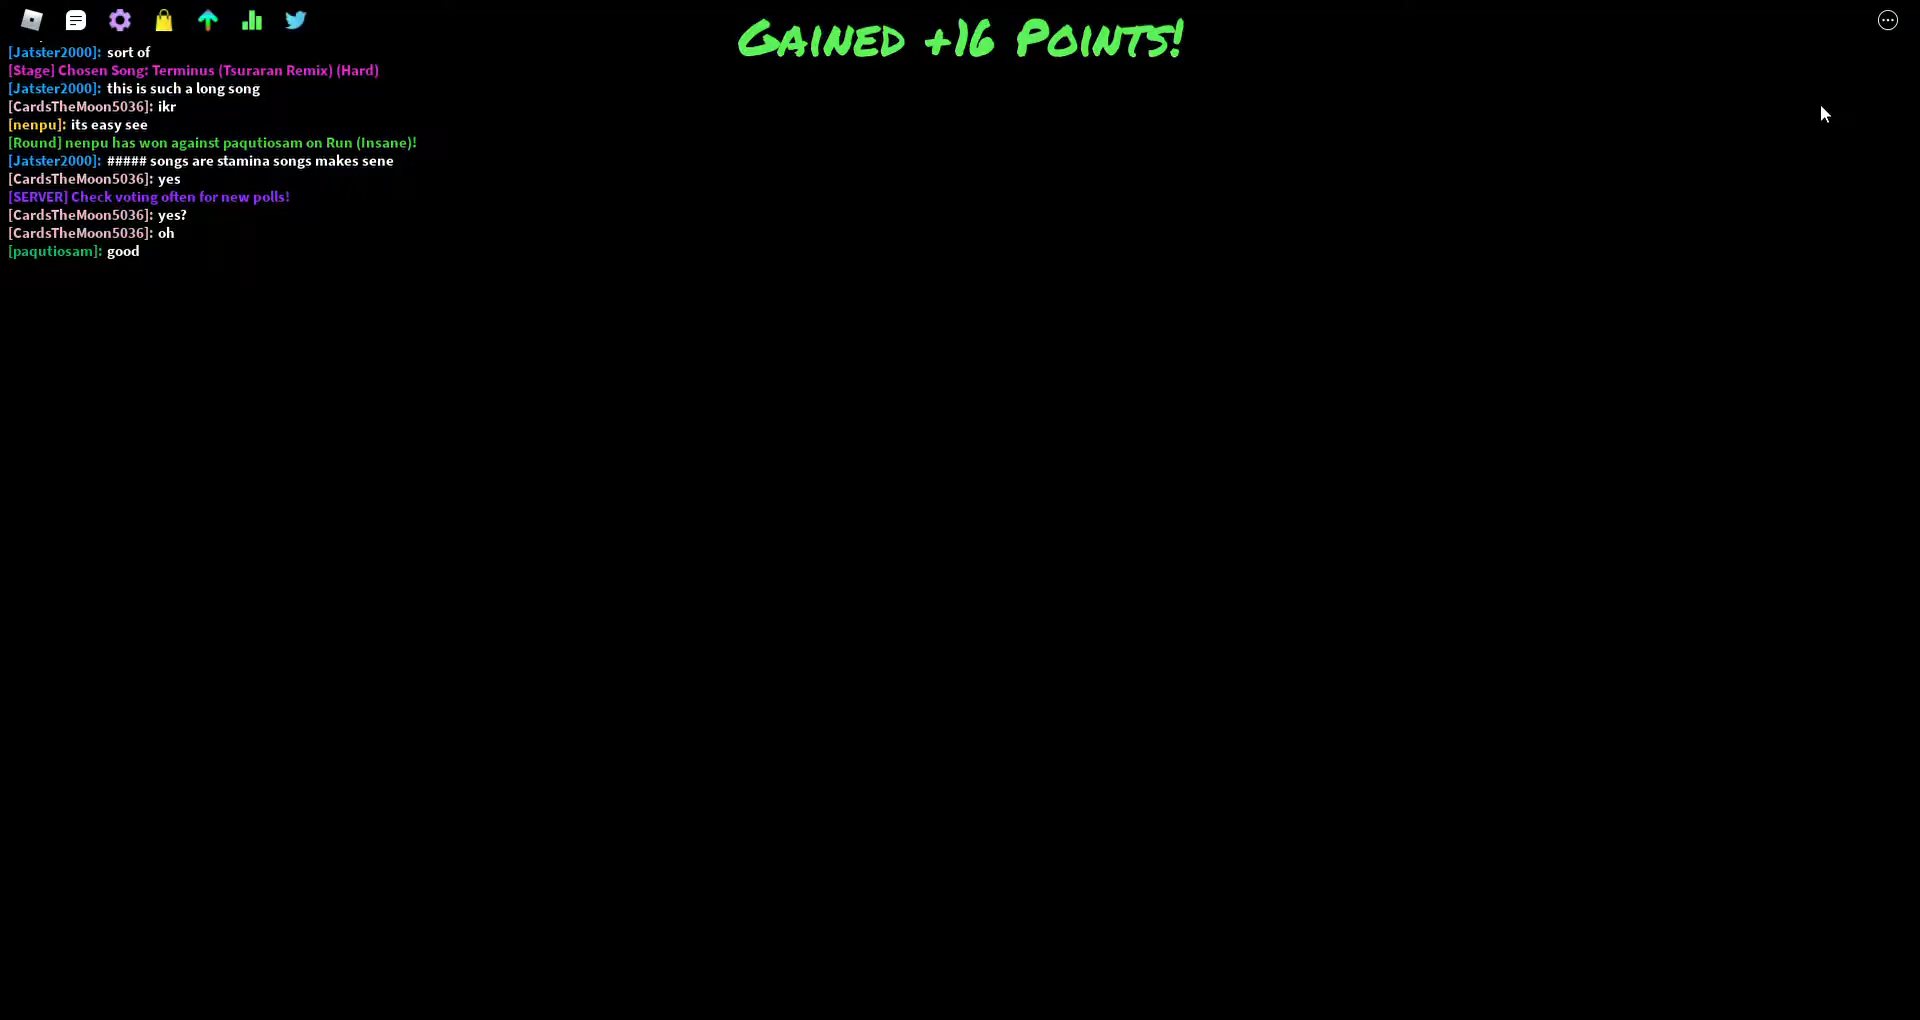 Gained +16 Points!
[Jatster2000]: sort of
[Stage] Chosen Song: Terminus (Tsuraran Remix) (Hard)
[Jatster2000]: this is such a long song
[CardsTheMoon5036]: ikr
[nenpu]: its easy see
[Round] nenpu has won against paqutiosam on Run (Insane)!
[Jatster2000]: ##### songs are stamina songs makes sene
[CardsTheMoon5036]: yes
[SERVER] Check voting often for new polls!
[CardsTheMoon5036]: yes?
[CardsTheMoon5036]: oh
[paqutiosam]: good